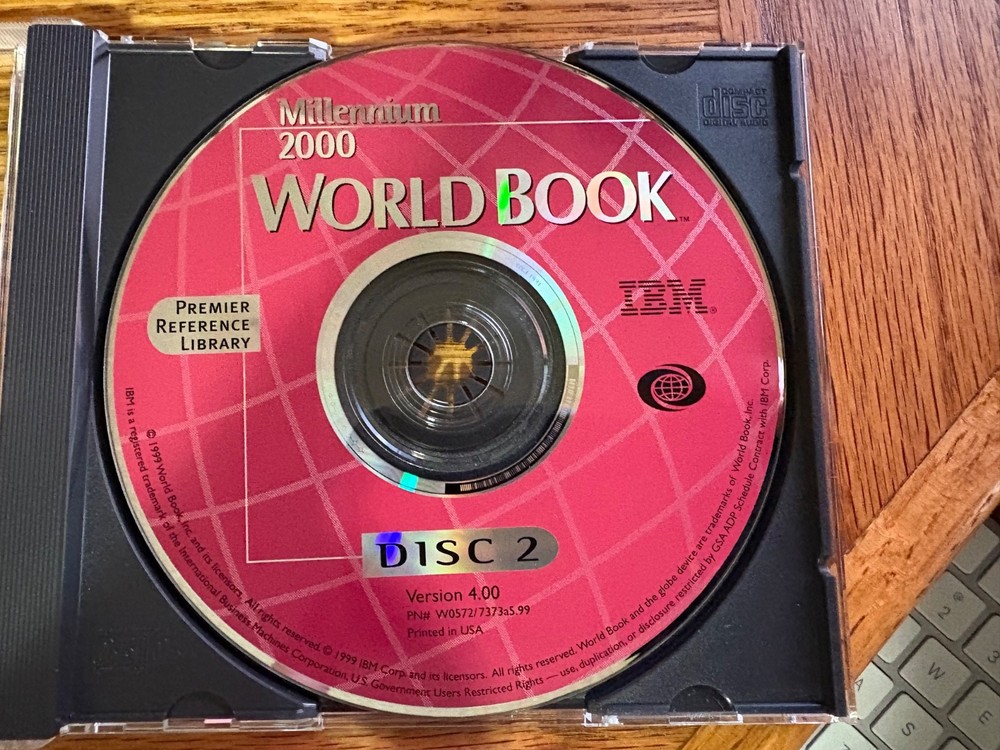 Millennium
2000
WORLD BOOK™
COMPACT
disc
DIGITAL AUDIO
IBM®
PREMIER
REFERENCE
LIBRARY
DISC 2
Version 4.00
PN# W0572/7373a5.99
Printed in USA
© 1999 World Book, Inc. and its licensors. All rights reserved. © 1999 IBM Corp. and its licensors. All rights reserved. World Book and the globe device are trademarks of World Book, Inc.
IBM is a registered trademark of the International Business Machines Corporation, U.S. Government Users Restricted Rights — use, duplication, or disclosure restricted by GSA ADP Schedule Contract with IBM Corp.
@
2
W
S
E
A